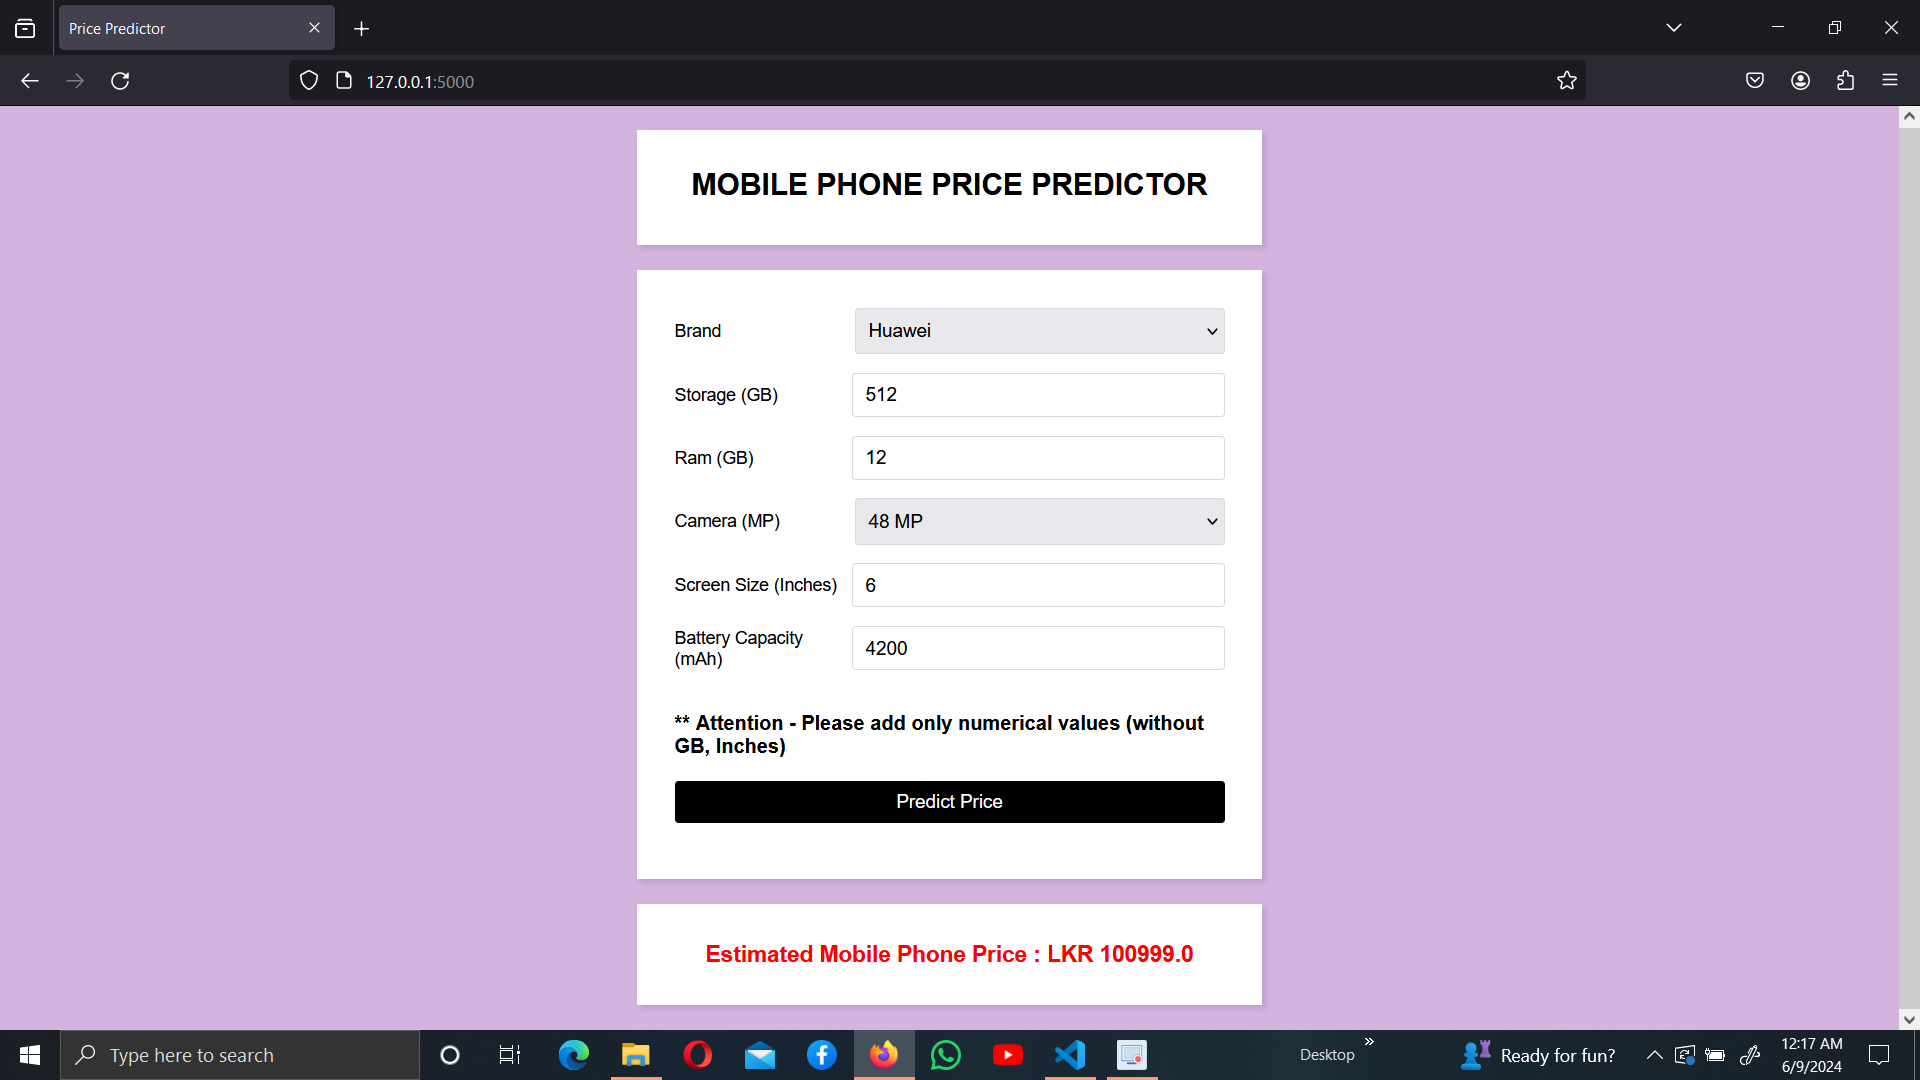 Price Predictor
127.0.0.1:5000
MOBILE PHONE PRICE PREDICTOR
Brand
Huawei
Storage (GB)
512
Ram (GB)
12
Camera (MP)
48 MP
Screen Size (Inches)
6
Battery Capacity
(mAh)
4200
** Attention - Please add only numerical values (without
GB, Inches)
Predict Price
Estimated Mobile Phone Price : LKR 100999.0
Type here to search
Desktop
Ready for fun?
12:17 AM
6/9/2024